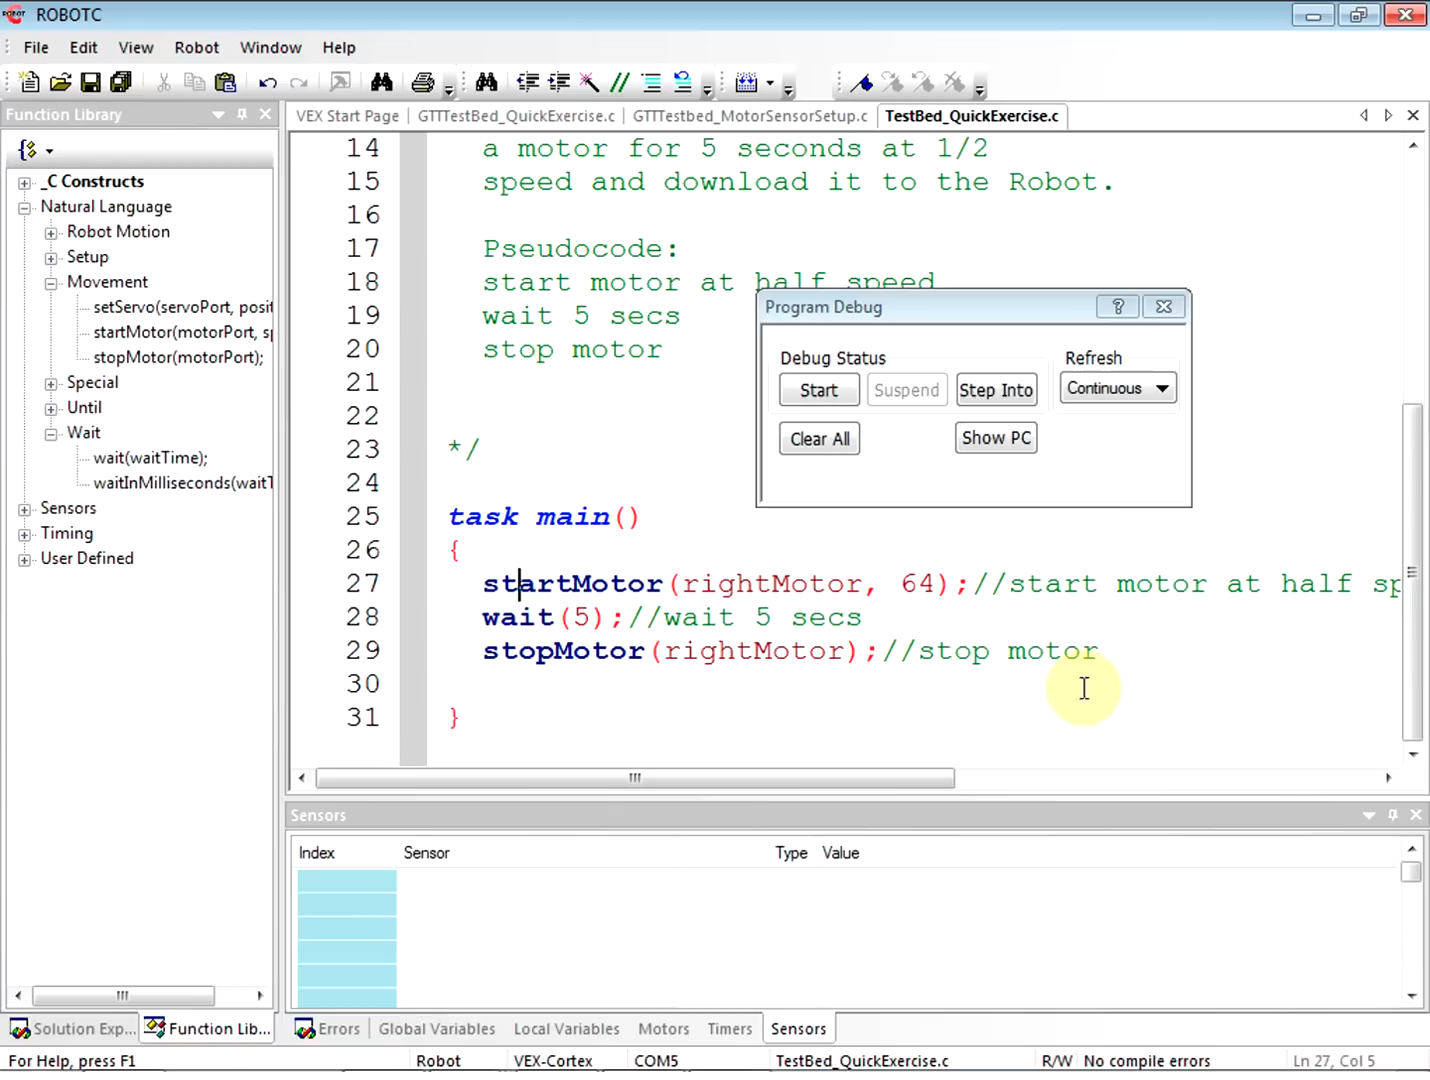 ROBOTC
File Edit View Robot Window Help
Function Library
VEX Start Page GTTTestBed_QuickExercise.c GTTTestbed_MotorSensorSetup.c TestBed_QuickExercise.c
_C Constructs
Natural Language
Robot Motion
Setup
Movement
setServo(servoPort, posit
startMotor(motorPort, s
stopMotor(motorPort);
Special
Until
Wait
wait(waitTime);
waitInMilliseconds(wait
Sensors
Timing
User Defined
14 a motor for 5 seconds at 1/2
15 speed and download it to the Robot.
16
17 Pseudocode:
18 start motor at half speed
19 wait 5 secs
20 stop motor
21
22
23 */
24
25 task main()
26 {
27 startMotor(rightMotor, 64);//start motor at half sp
28 wait(5);//wait 5 secs
29 stopMotor(rightMotor);//stop motor
30
31 }
Program Debug
Debug Status Refresh
Start Suspend Step Into Continuous
Clear All Show PC
Sensors
Index Sensor Type Value
Solution Exp... Function Lib... Errors Global Variables Local Variables Motors Timers Sensors
For Help, press F1 Robot VEX-Cortex COM5 TestBed_QuickExercise.c R/W No compile errors Ln 27, Col 5